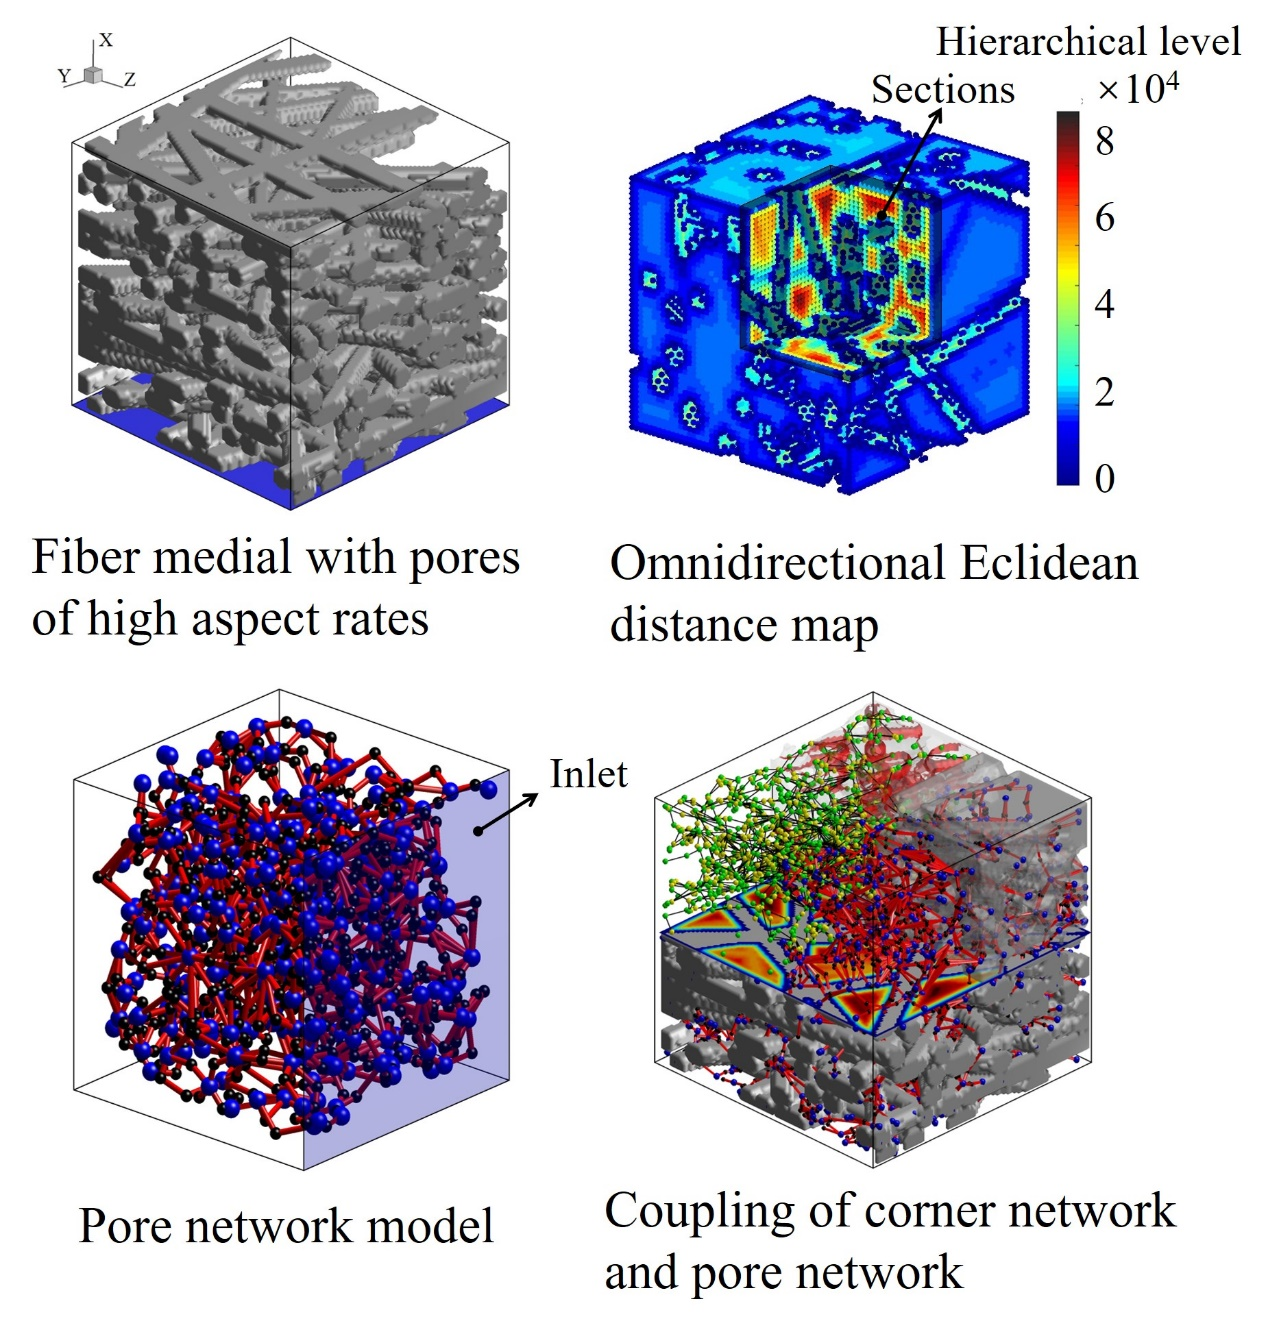 X
Y
Z
Hierarchical level
Sections
×10⁴
8
6
4
2
0
Fiber medial with pores
of high aspect rates
Omnidirectional Eclidean
distance map
Inlet
Pore network model
Coupling of corner network
and pore network